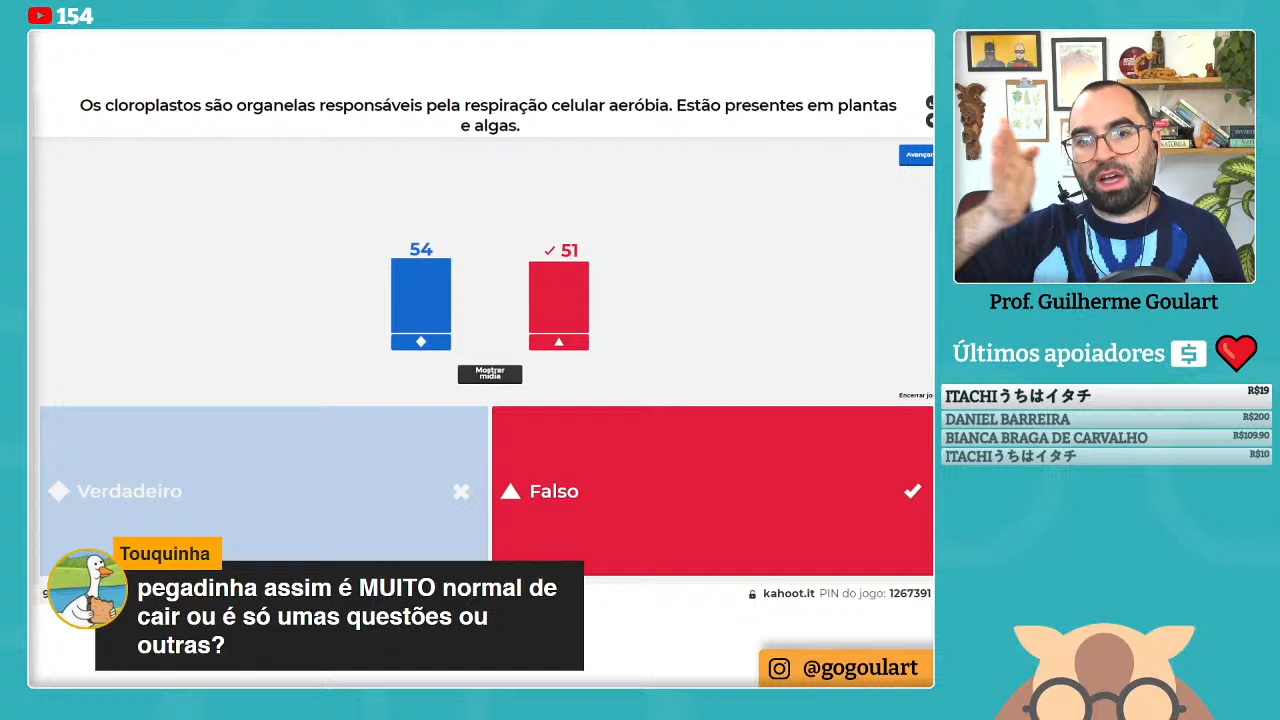 154
Os cloroplastos são organelas responsáveis pela respiração celular aeróbia. Estão presentes em plantas
e algas.
Avançar
54
51
Mostrar
mídia
Encerrar jo
Verdadeiro
Falso
Touquinha
pegadinha assim é MUITO normal de
cair ou é só umas questões ou
outras?
kahoot.it PIN do jogo: 1267391
@gogoulart
Prof. Guilherme Goulart
Últimos apoiadores
ITACHIうちはイタチ R$19
DANIEL BARREIRA R$200
BIANCA BRAGA DE CARVALHO R$109.90
ITACHIうちはイタチ R$10